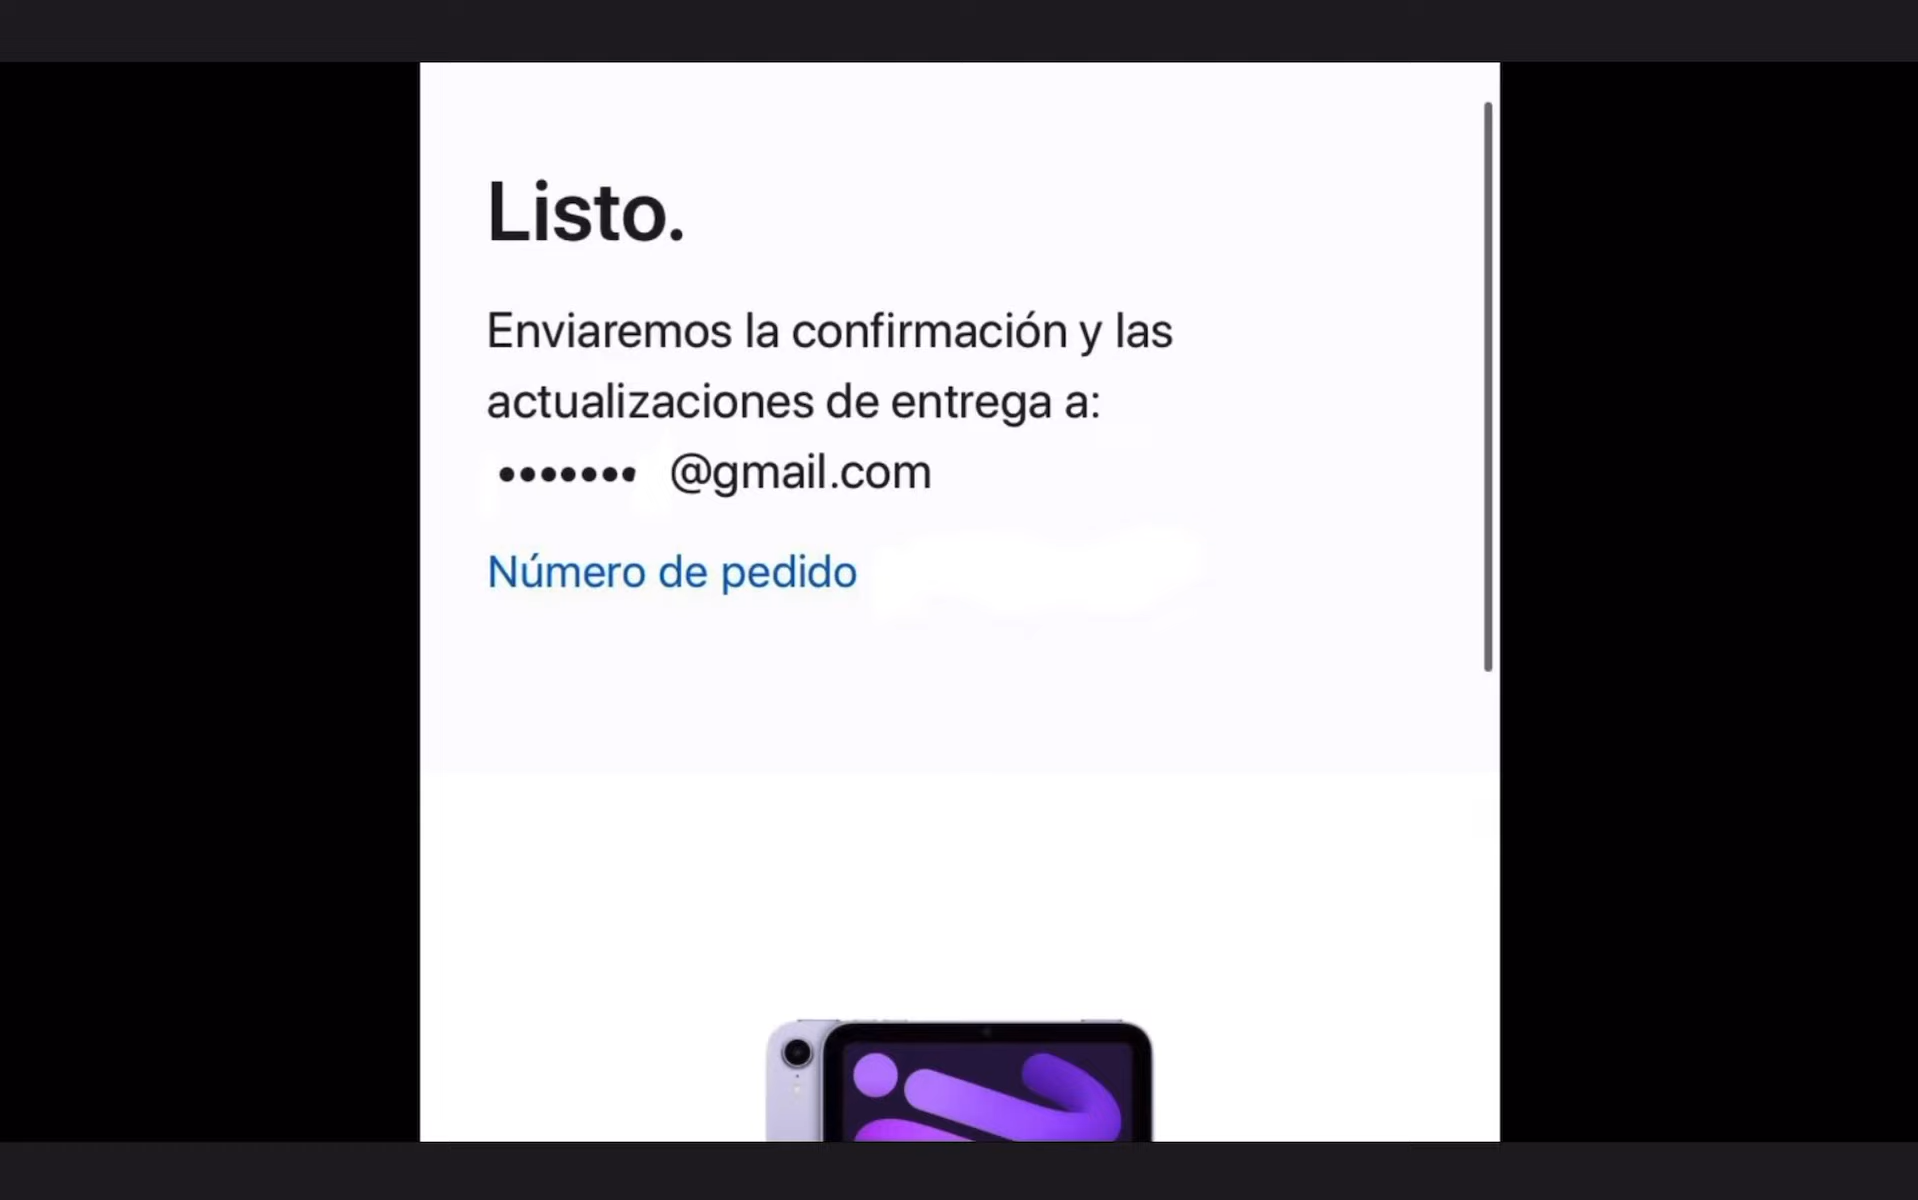 Listo.
Enviaremos la confirmación y las
actualizaciones de entrega a:
••••••• @gmail.com
Número de pedido